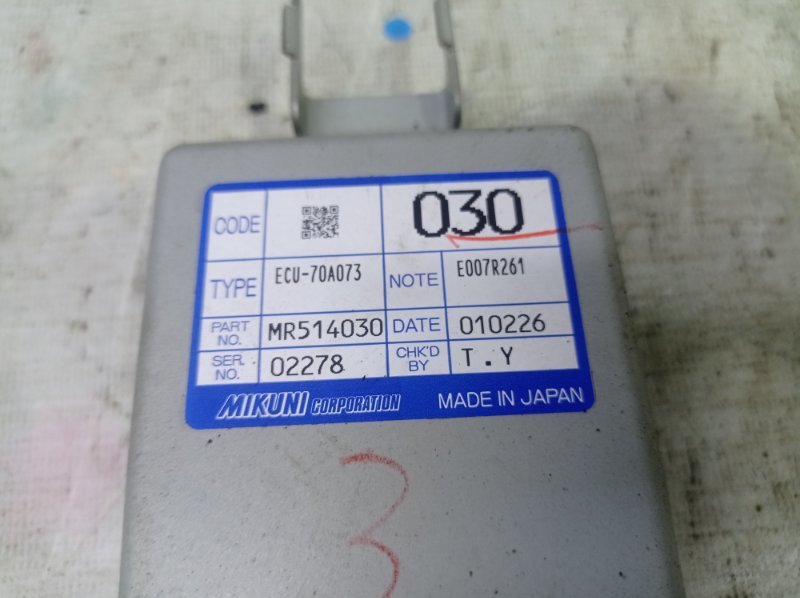 CODE 030
TYPE ECU-70A073 NOTE E007R261
PART NO. MR514030 DATE 010226
SER. NO. 02278 CHK'D BY T.Y
MIKUNI CORPORATION MADE IN JAPAN
3